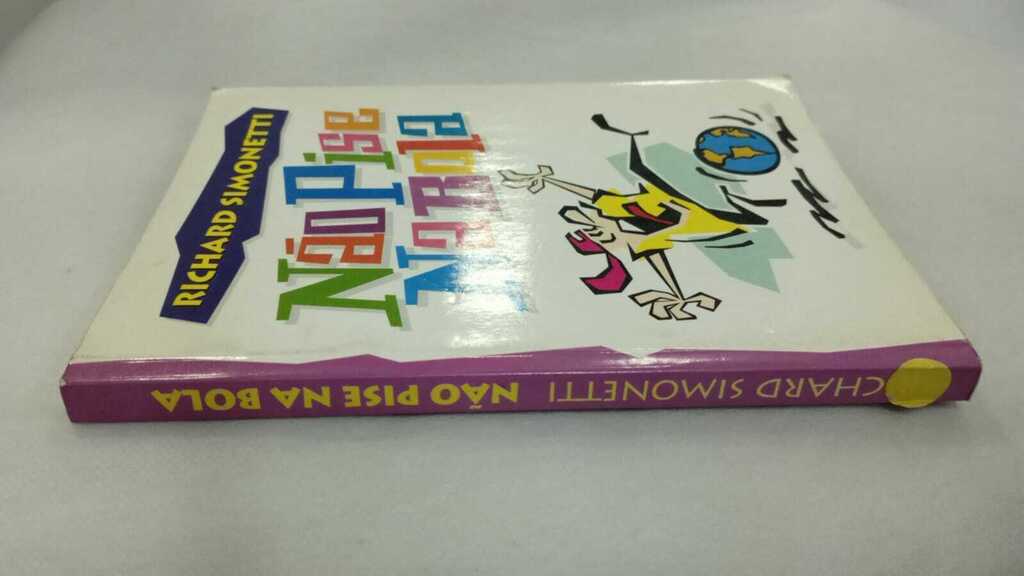 RICHARD SIMONETTI
Não Pise
Na Bola
CHARD SIMONETTI NÃO PISE NA BOLA